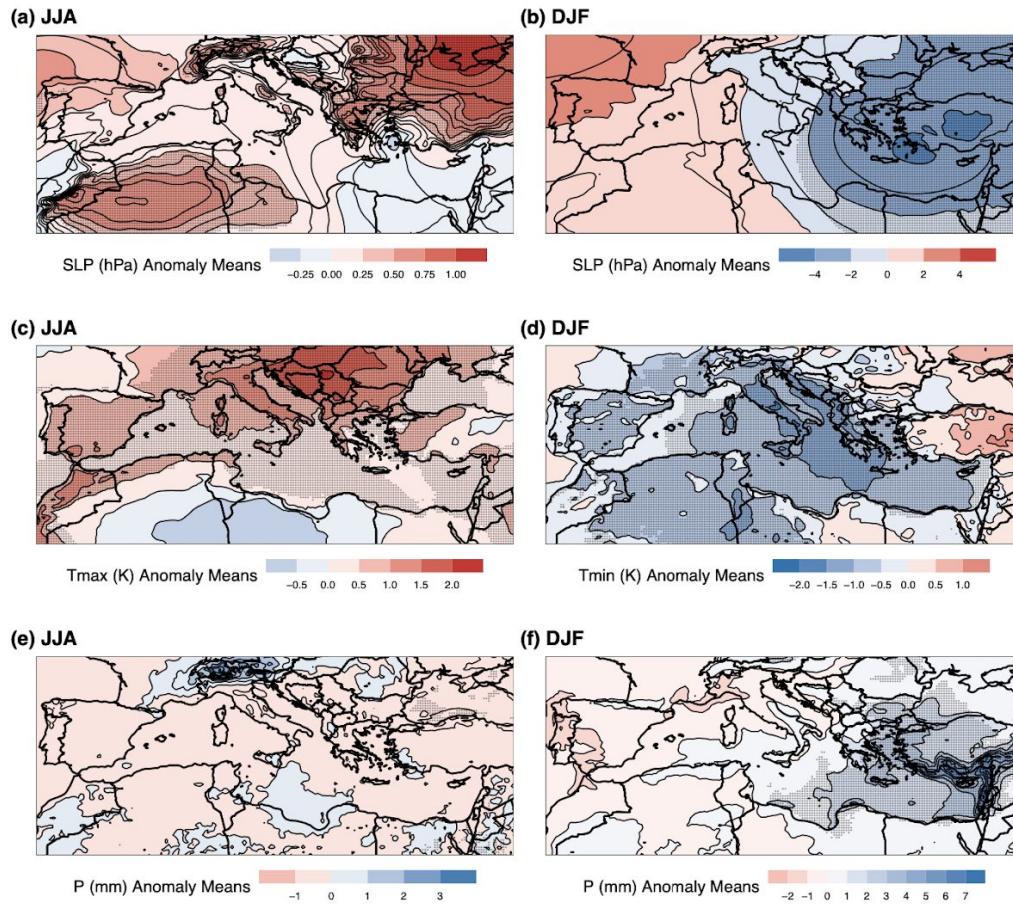 (a) JJA
(b) DJF
SLP (hPa) Anomaly Means
−0.25 0.00 0.25 0.50 0.75 1.00
SLP (hPa) Anomaly Means
−4 −2 0 2 4
(c) JJA
(d) DJF
Tmax (K) Anomaly Means
−0.5 0.0 0.5 1.0 1.5 2.0
Tmin (K) Anomaly Means
−2.0 −1.5 −1.0 −0.5 0.0 0.5 1.0
(e) JJA
(f) DJF
P (mm) Anomaly Means
−1 0 1 2 3
P (mm) Anomaly Means
−2 −1 0 1 2 3 4 5 6 7